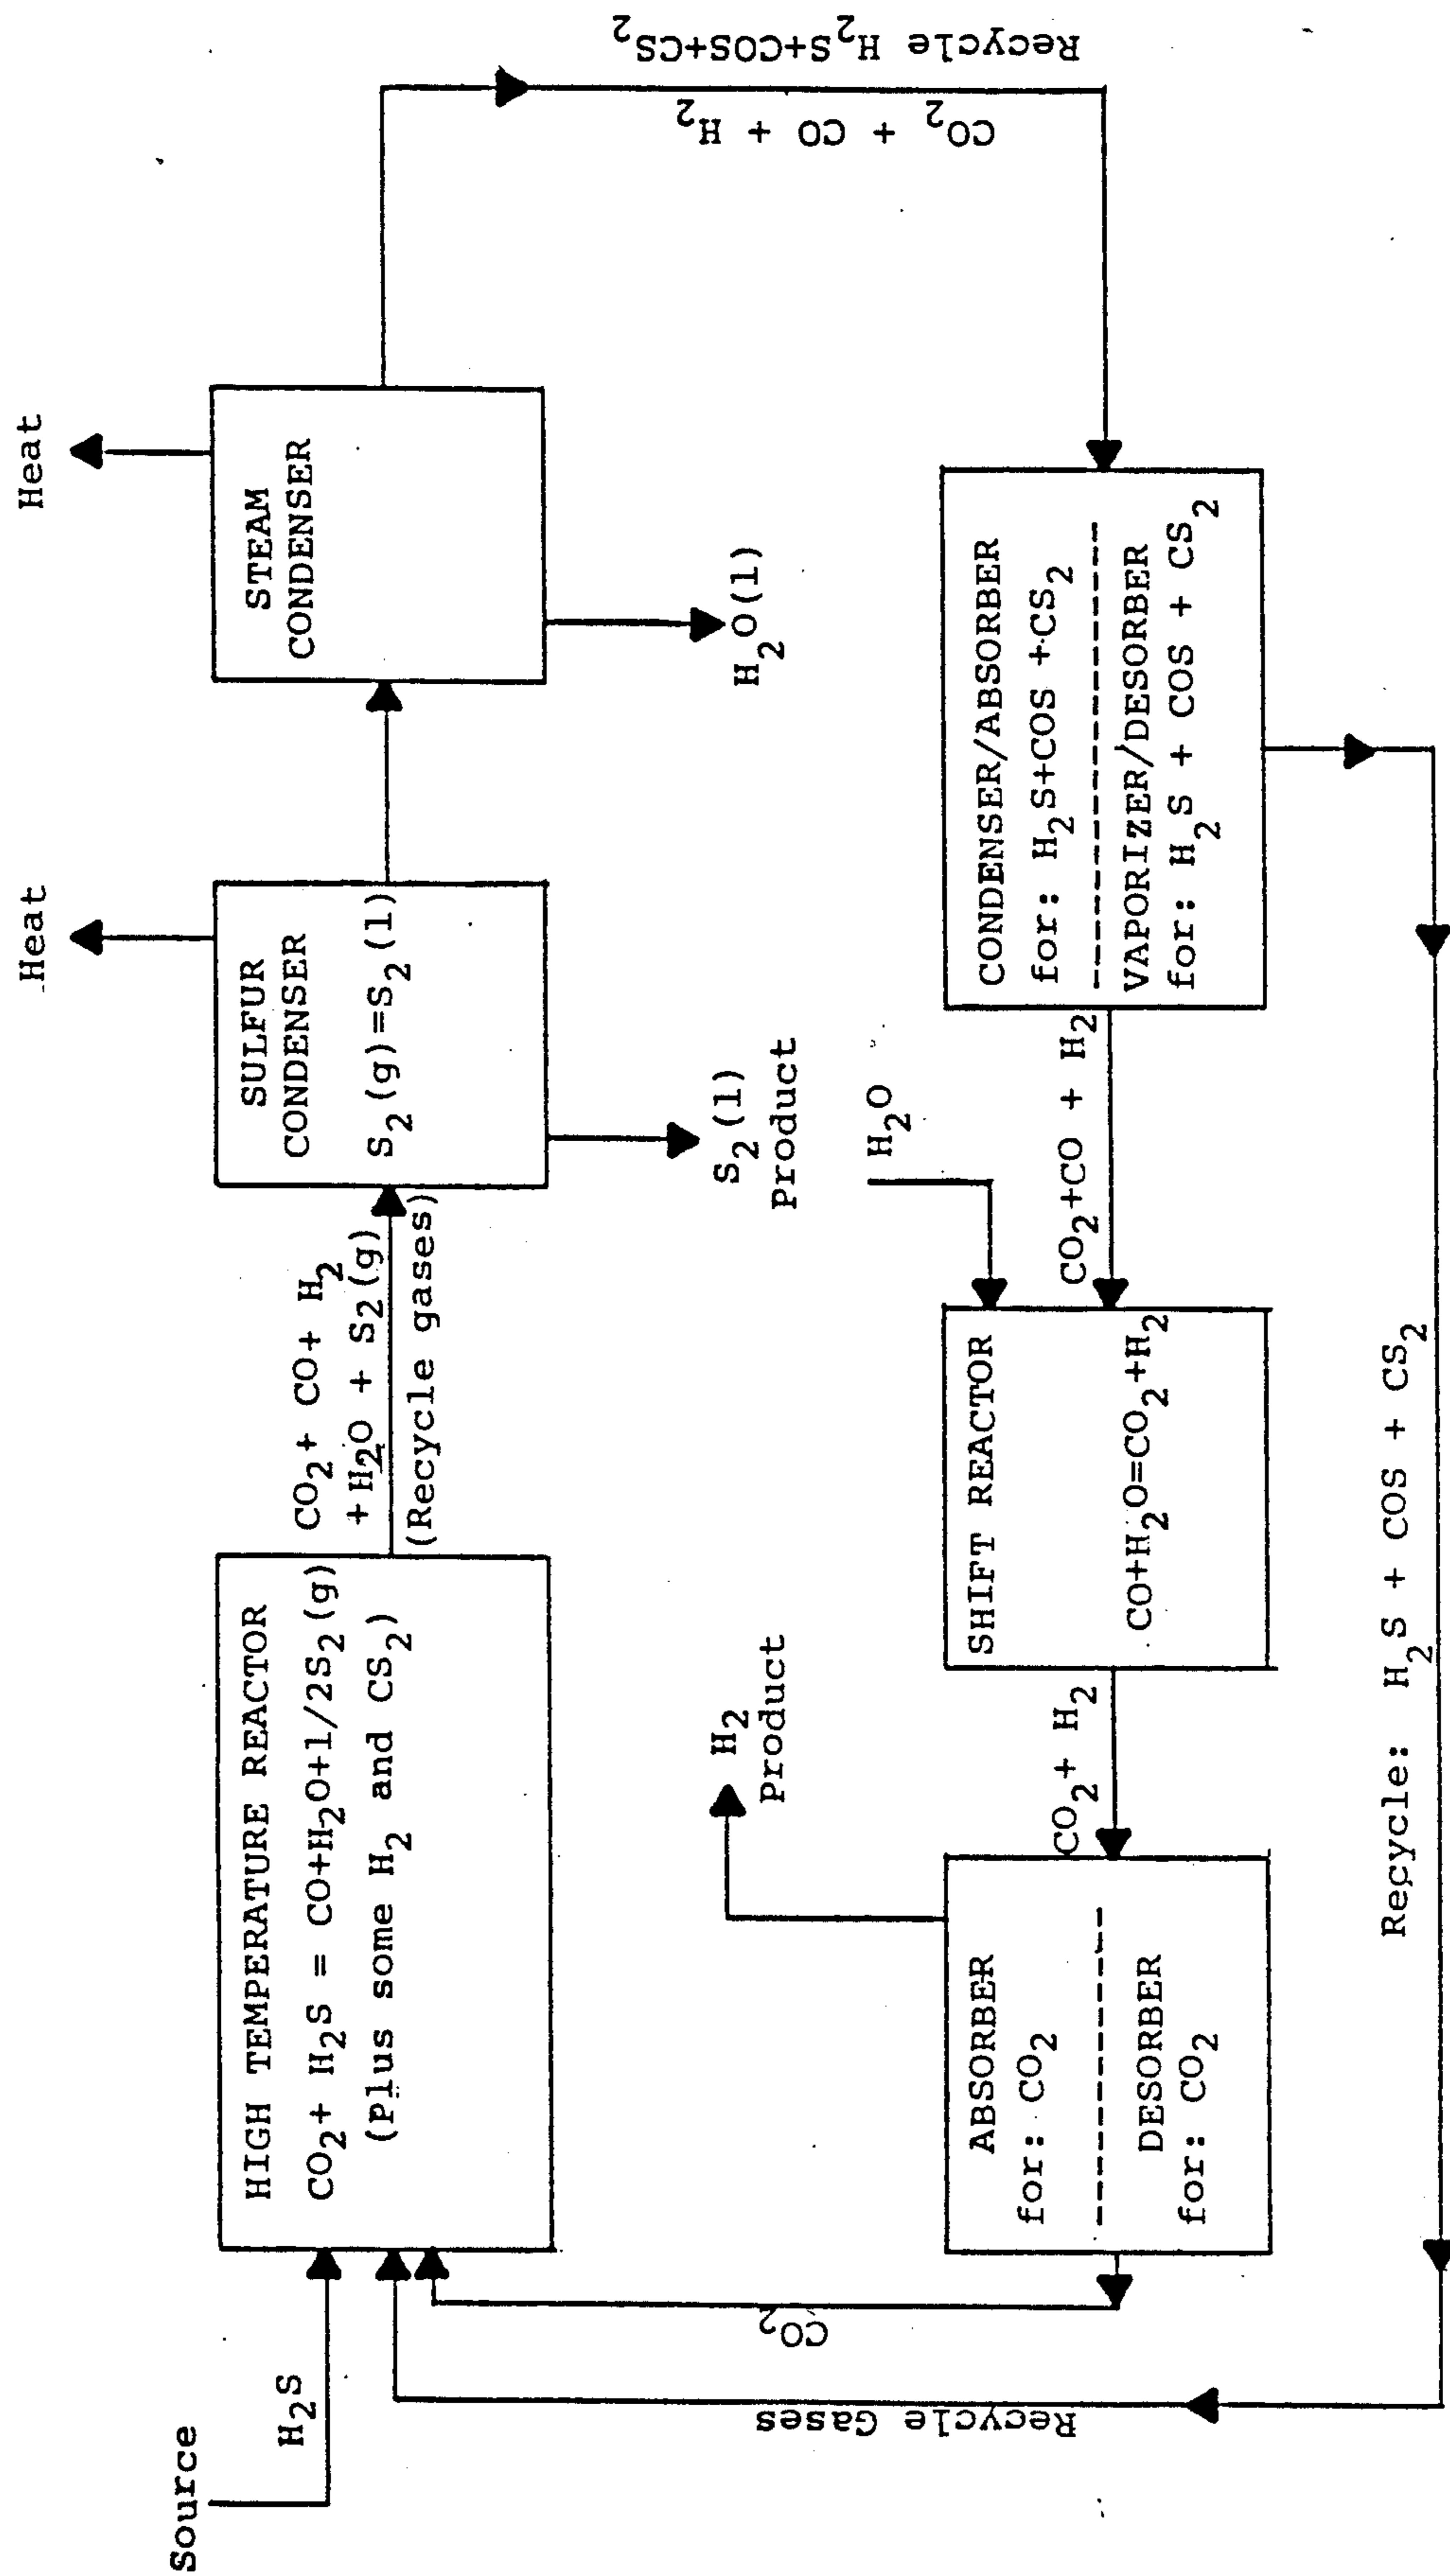 Source
H₂S
HIGH TEMPERATURE REACTOR
CO₂+ H₂S = CO+H₂O+1/2S₂(g)
(Plus some H₂ and CS₂)
CO₂+ CO+ H₂
+H₂O + S₂(g)
(Recycle gases)
Heat
SULFUR
CONDENSER
S₂(g)=S₂(l)
S₂(l)
Product
Heat
STEAM
CONDENSER
H₂O(l)
CO₂ + CO + H₂
Recycle H₂S+COS+CS₂
CONDENSER/ABSORBER
for: H₂S+COS +CS₂
VAPORIZER/DESORBER
for: H₂S + COS + CS₂
CO₂+CO + H₂
H₂O
SHIFT REACTOR
CO+H₂O=CO₂+H₂
CO₂+ H₂
H₂
Product
ABSORBER
for: CO₂
DESORBER
for: CO₂
CO₂
Recycle Gases
Recycle: H₂S + COS + CS₂